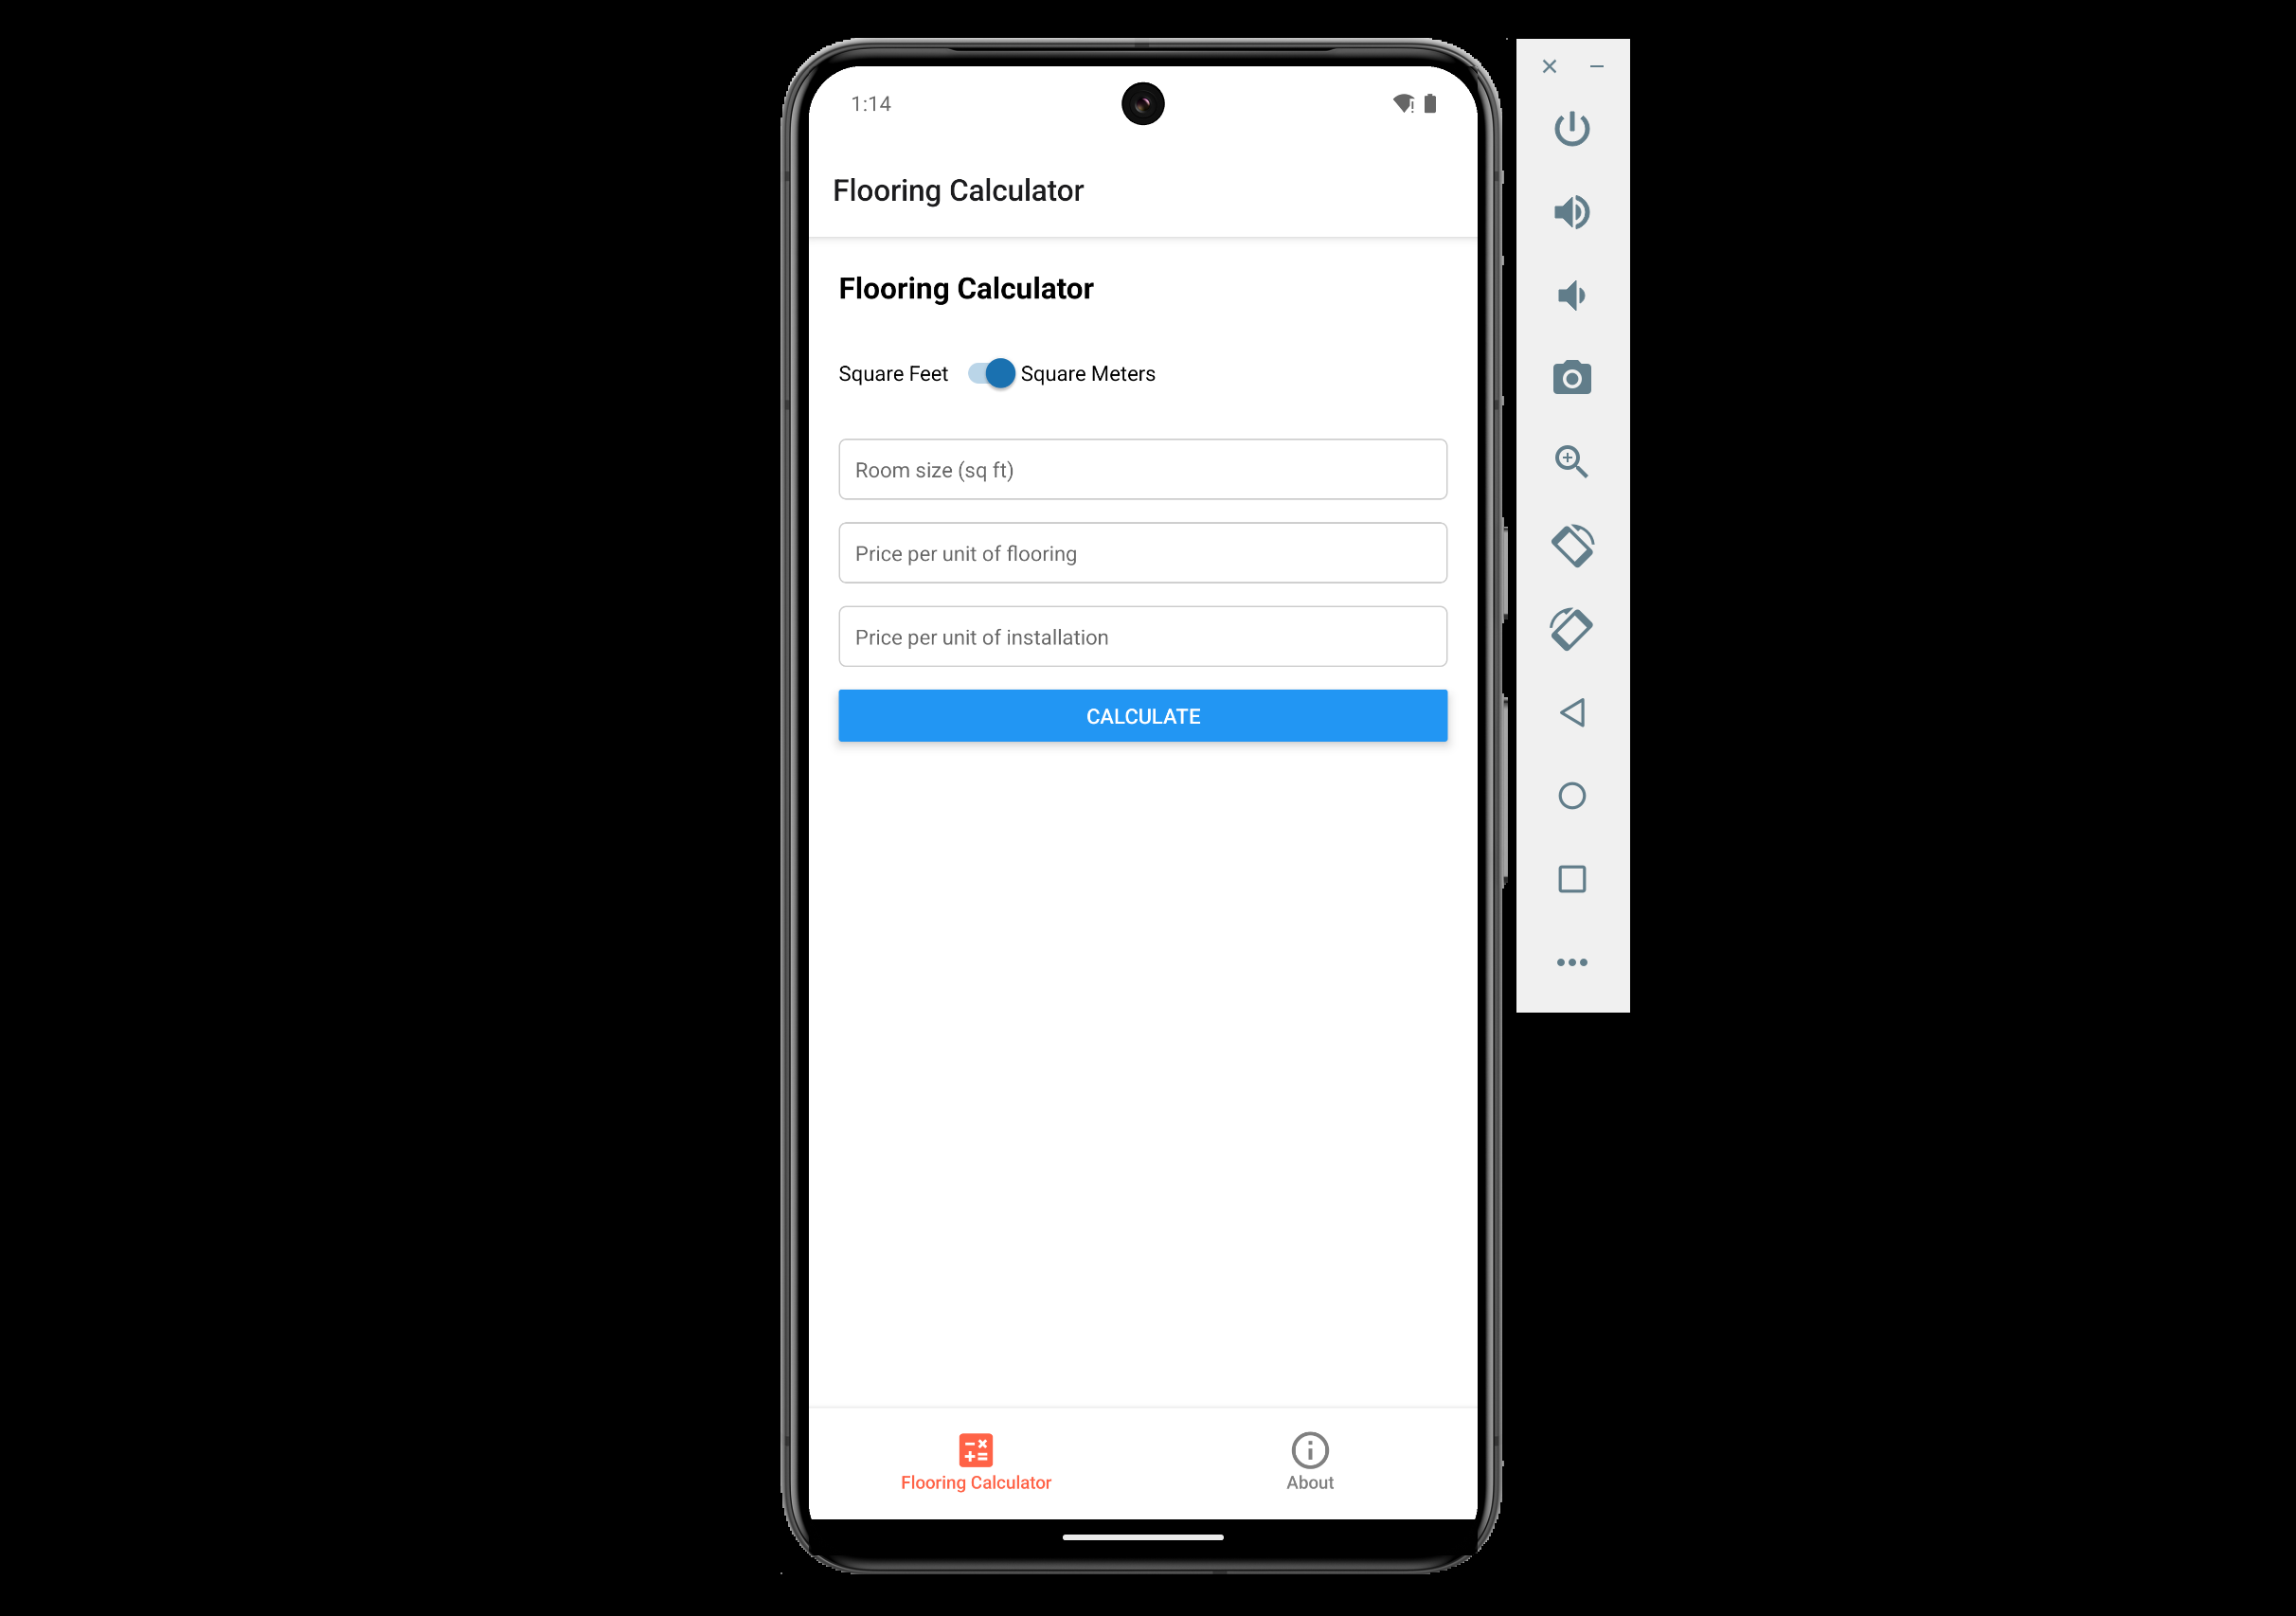 1:14
Flooring Calculator
Flooring Calculator
Square Feet Square Meters
Room size (sq ft)
Price per unit of flooring
Price per unit of installation
CALCULATE
Flooring Calculator
About